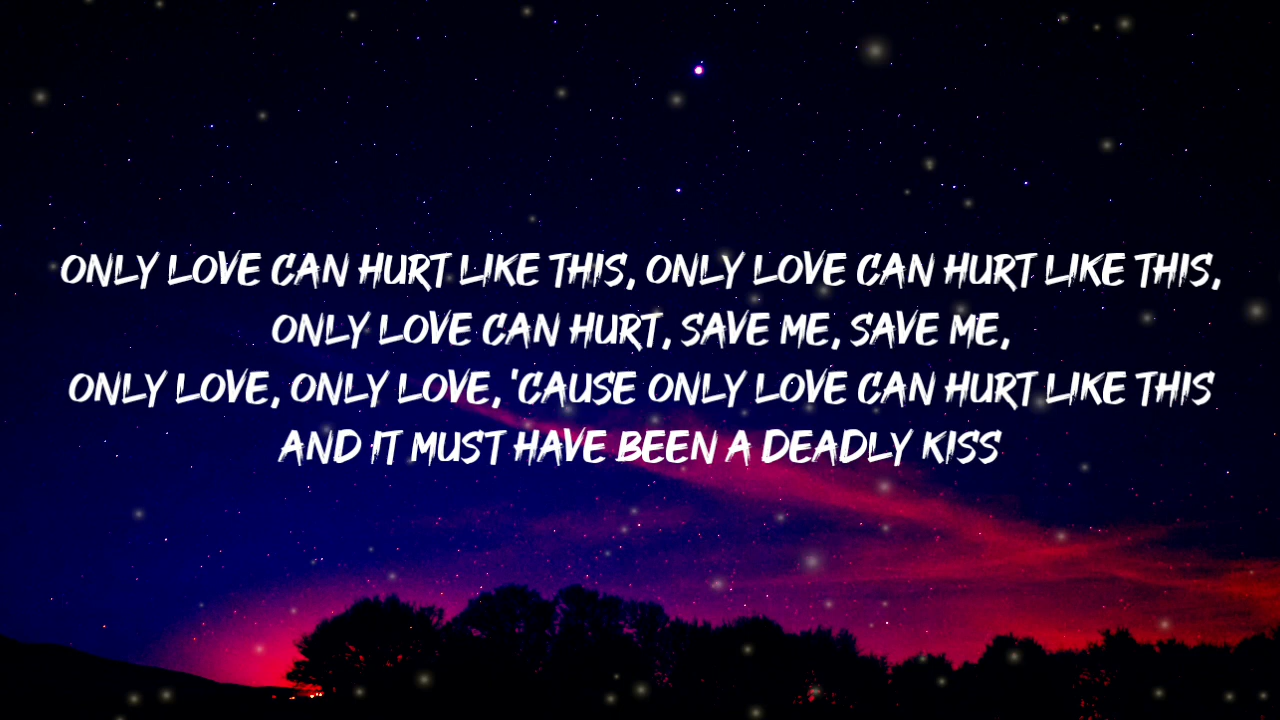 ONLY LOVE CAN HURT LIKE THIS, ONLY LOVE CAN HURT LIKE THIS,
ONLY LOVE CAN HURT, SAVE ME, SAVE ME,
ONLY LOVE, ONLY LOVE, 'CAUSE ONLY LOVE CAN HURT LIKE THIS
AND IT MUST HAVE BEEN A DEADLY KISS